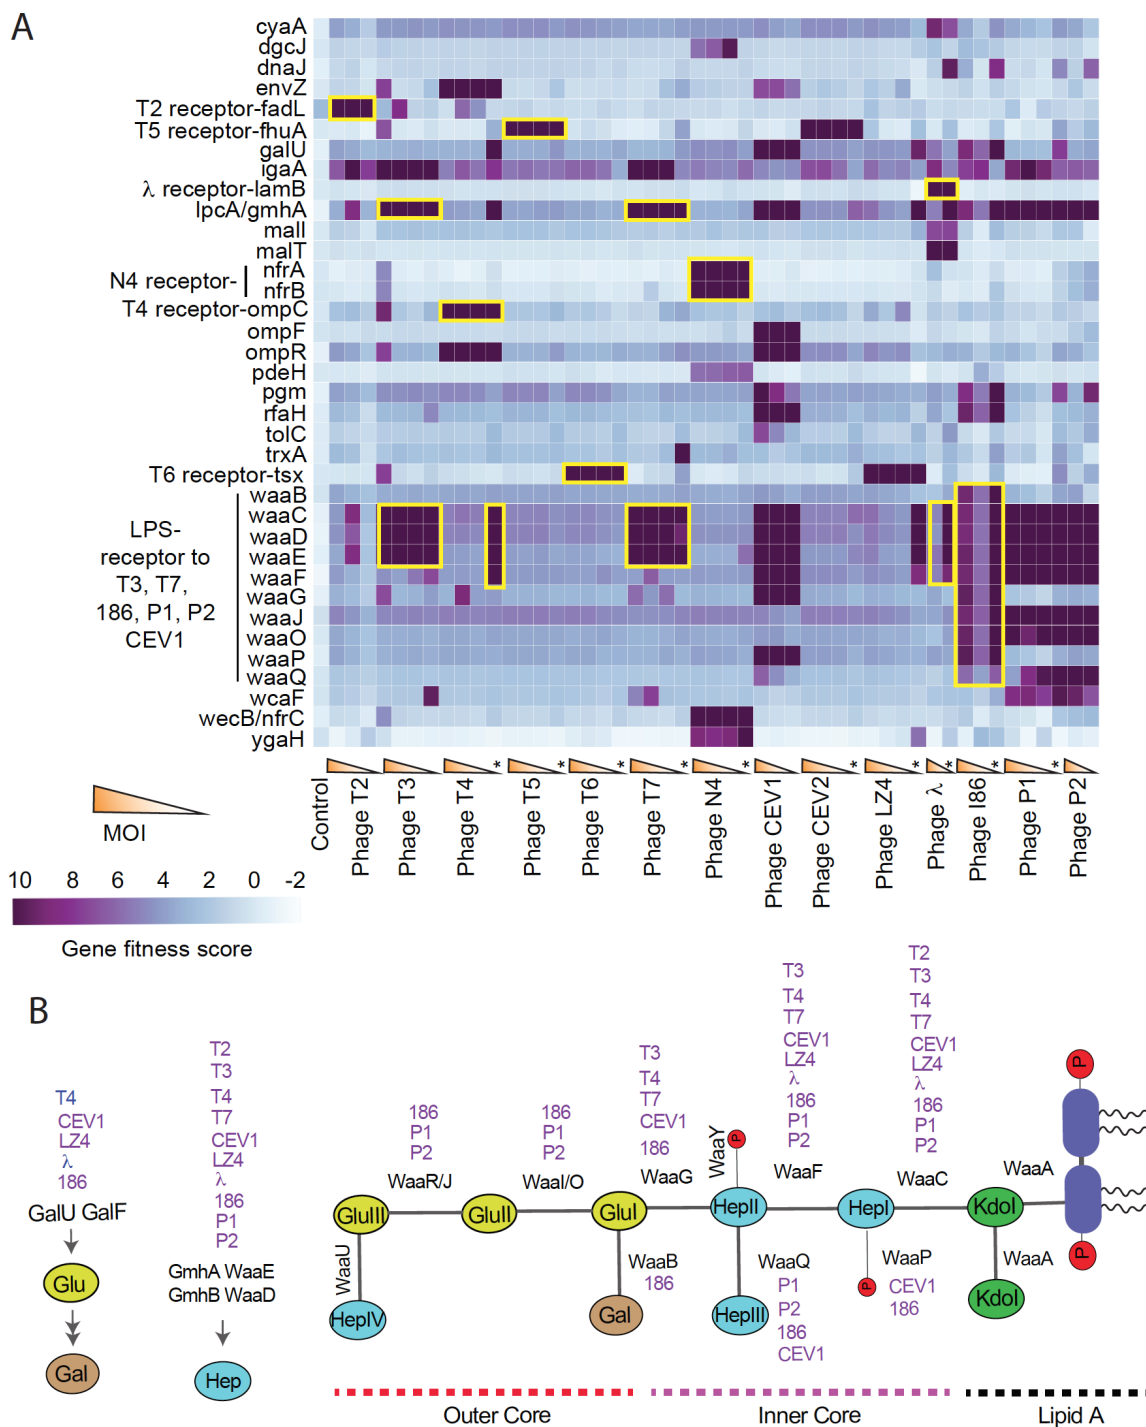 A
cyaA
dgcJ
dnaJ
envZ
T2 receptor-fadL
T5 receptor-fhuA
galU
igaA
λ receptor-lamB
lpcA/gmhA
malI
malT
nfrA
N4 receptor-
nfrB
T4 receptor-ompC
ompF
ompR
pdeH
pgm
rfaH
tolC
trxA
T6 receptor-tsx
waaB
waaC
waaD
waaE
waaF
waaG
waaJ
waaO
waaP
waaQ
LPS-
receptor to
T3, T7,
186, P1, P2
CEV1
wcaF
wecB/nfrC
ygaH
* * * * * * * * * *
Control
Phage T2
Phage T3
Phage T4
Phage T5
Phage T6
Phage T7
Phage N4
Phage CEV1
Phage CEV2
Phage LZ4
Phage λ
Phage I86
Phage P1
Phage P2
MOI
10 8 6 4 2 0 -2
Gene fitness score
B
T4
CEV1
LZ4
λ
186
GalU GalF
Glu
Gal
T2
T3
T4
T7
CEV1
LZ4
λ
186
P1
P2
GmhA WaaE
GmhB WaaD
Hep
186
P1
P2
WaaR/J
186
P1
P2
WaaI/O
T3
T4
T7
CEV1
186
WaaG
WaaY
P
T3
T4
T7
CEV1
LZ4
λ
186
P1
P2
WaaF
T2
T3
T4
T7
CEV1
LZ4
λ
186
P1
P2
WaaC
WaaA
P
GluIII
GluII
GluI
HepII
HepI
KdoI
WaaU
WaaB
186
WaaQ
P1
P2
186
CEV1
WaaP
CEV1
186
P
WaaA
P
HepIV
Gal
HepIII
KdoI
Outer Core
Inner Core
Lipid A